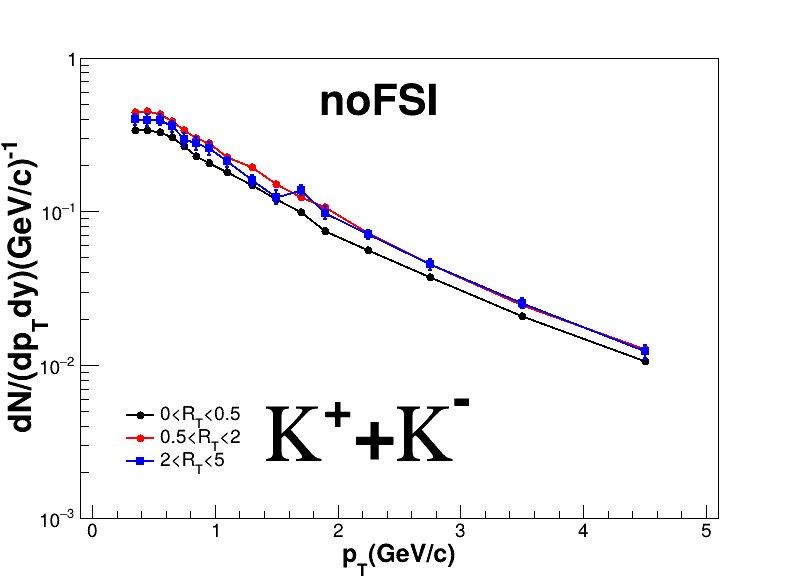 noFSI
dN/(dp_T dy)(GeV/c)^-1
1
10^−1
10^−2
10^−3
0<R_T<0.5
0.5<R_T<2
2<R_T<5
K^+ + K^-
0 1 2 3 4 5
p_T(GeV/c)